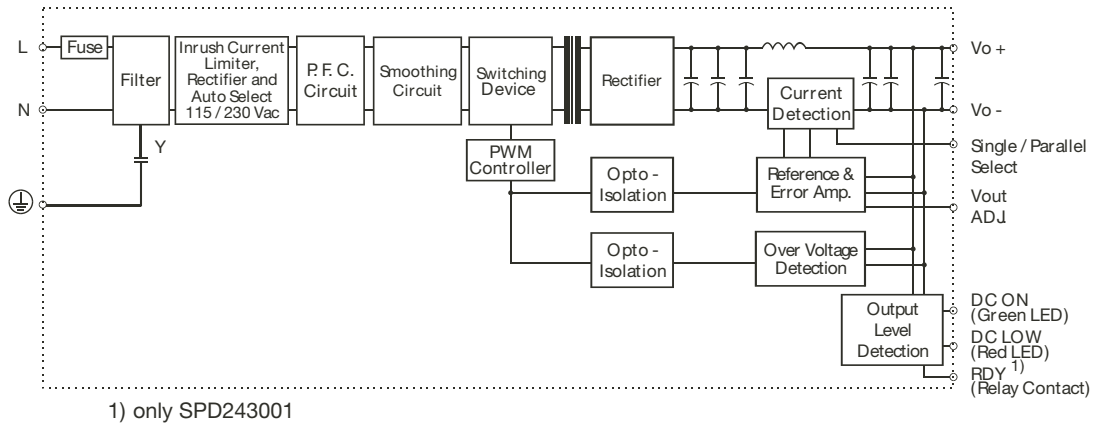 L
Fuse
N
Filter
Inrush Current
Limiter,
Rectifier and
Auto Select
115 / 230 Vac
P. F. C.
Circuit
Smoothing
Circuit
Switching
Device
Rectifier
Current
Detection
Vo +
Vo -
Single / Parallel
Select
Vout
ADJ.
Y
PWM
Controller
Opto -
Isolation
Reference &
Error Amp.
Opto -
Isolation
Over Voltage
Detection
Output
Level
Detection
DC ON
(Green LED)
DC LOW
(Red LED)
RDY 1)
(Relay Contact)
1) only SPD243001